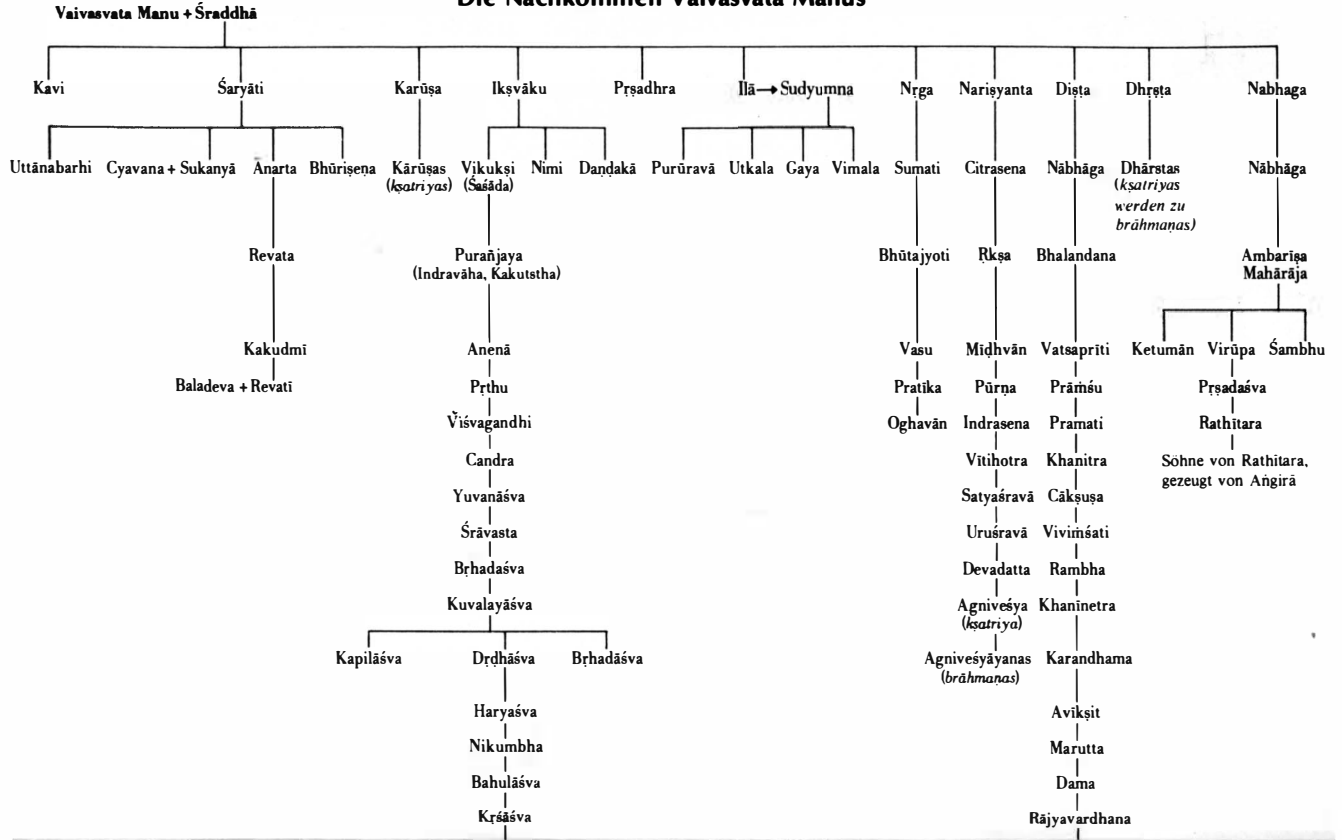 Die Nachkommen Vaivasvata Manus
Vaivasvata Manu + Śraddhā
Kavi Śaryāti Karūṣa Ikṣvāku Pṛṣadhra Ilā→Sudyumna Nṛga Nariṣyanta Diṣṭa Dhṛṣṭa Nabhaga
Uttānabarhi Cyavana + Sukanyā Anarta Bhūriṣeṇa Kārūṣas Vikukṣi Nimi Daṇḍakā Purūravā Utkala Gaya Vimala Sumati Citrasena Nābhāga Dhārstas Nābhāga
(kṣatriyas) (Śaśāda) (kṣatriyas
werden zu
brāhmaṇas)
Revata Purañjaya Bhūtajyoti Ṛkṣa Bhalandana Ambarīṣa
(Indravāha, Kakutstha) Mahārāja
Kakudmī Anenā Vasu Mīḍhvān Vatsaprīti Ketumān Virūpa Śambhu
Baladeva + Revatī Pṛthu Pratīka Pūrṇa Prāṁśu Pṛṣadaśva
Viśvagandhi Oghavān Indrasena Pramati Rathītara
Candra Vītihotra Khanitra Söhne von Rathītara,
gezeugt von Aṅgirā
Yuvanāśva Satyaśravā Cākṣuṣa
Śrāvasta Uruśravā Viviṁśati
Bṛhadaśva Devadatta Rambha
Kuvalayāśva Agniveśya Khanīnetra
(kṣatriya)
Kapilāśva Dṛḍhāśva Bṛhadāśva Agniveśyāyanas Karandhama
(brāhmaṇas)
Haryaśva Avīkṣit
Nikumbha Marutta
Bahulāśva Dama
Kṛśāśva Rājyavardhana